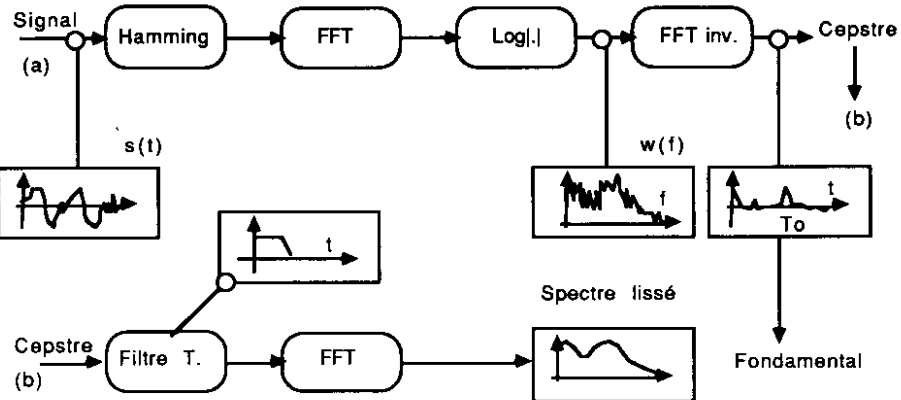 Signal
(a)
Hamming
FFT
Log|.|
FFT inv.
Cepstre
(b)
s(t)
w(f)
f
t
To
t
Spectre lissé
Cepstre
(b)
Filtre T.
FFT
Fondamental